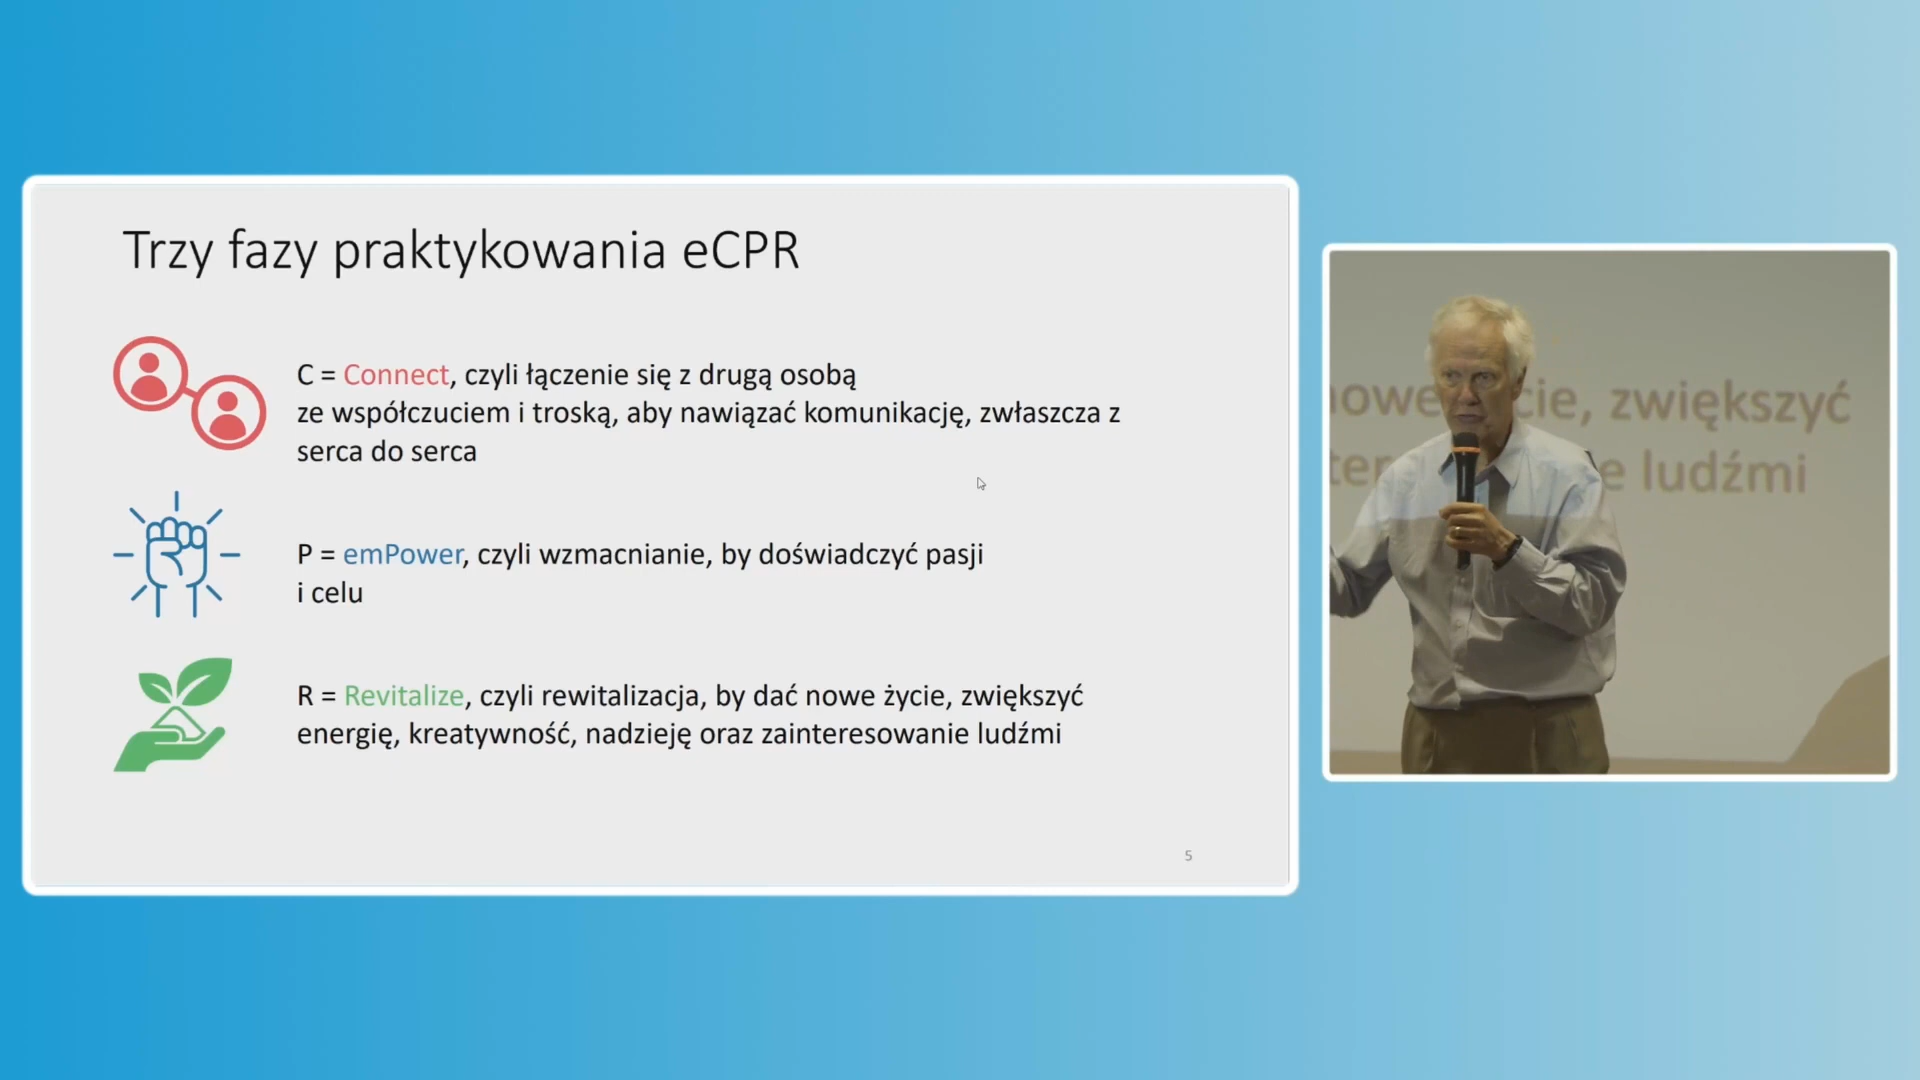 Trzy fazy praktykowania eCPR
C = Connect, czyli łączenie się z drugą osobą
ze współczuciem i troską, aby nawiązać komunikację, zwłaszcza z
serca do serca
P = emPower, czyli wzmacnianie, by doświadczyć pasji
i celu
R = Revitalize, czyli rewitalizacja, by dać nowe życie, zwiększyć
energię, kreatywność, nadzieję oraz zainteresowanie ludźmi
5
zwiększyć
ludźmi